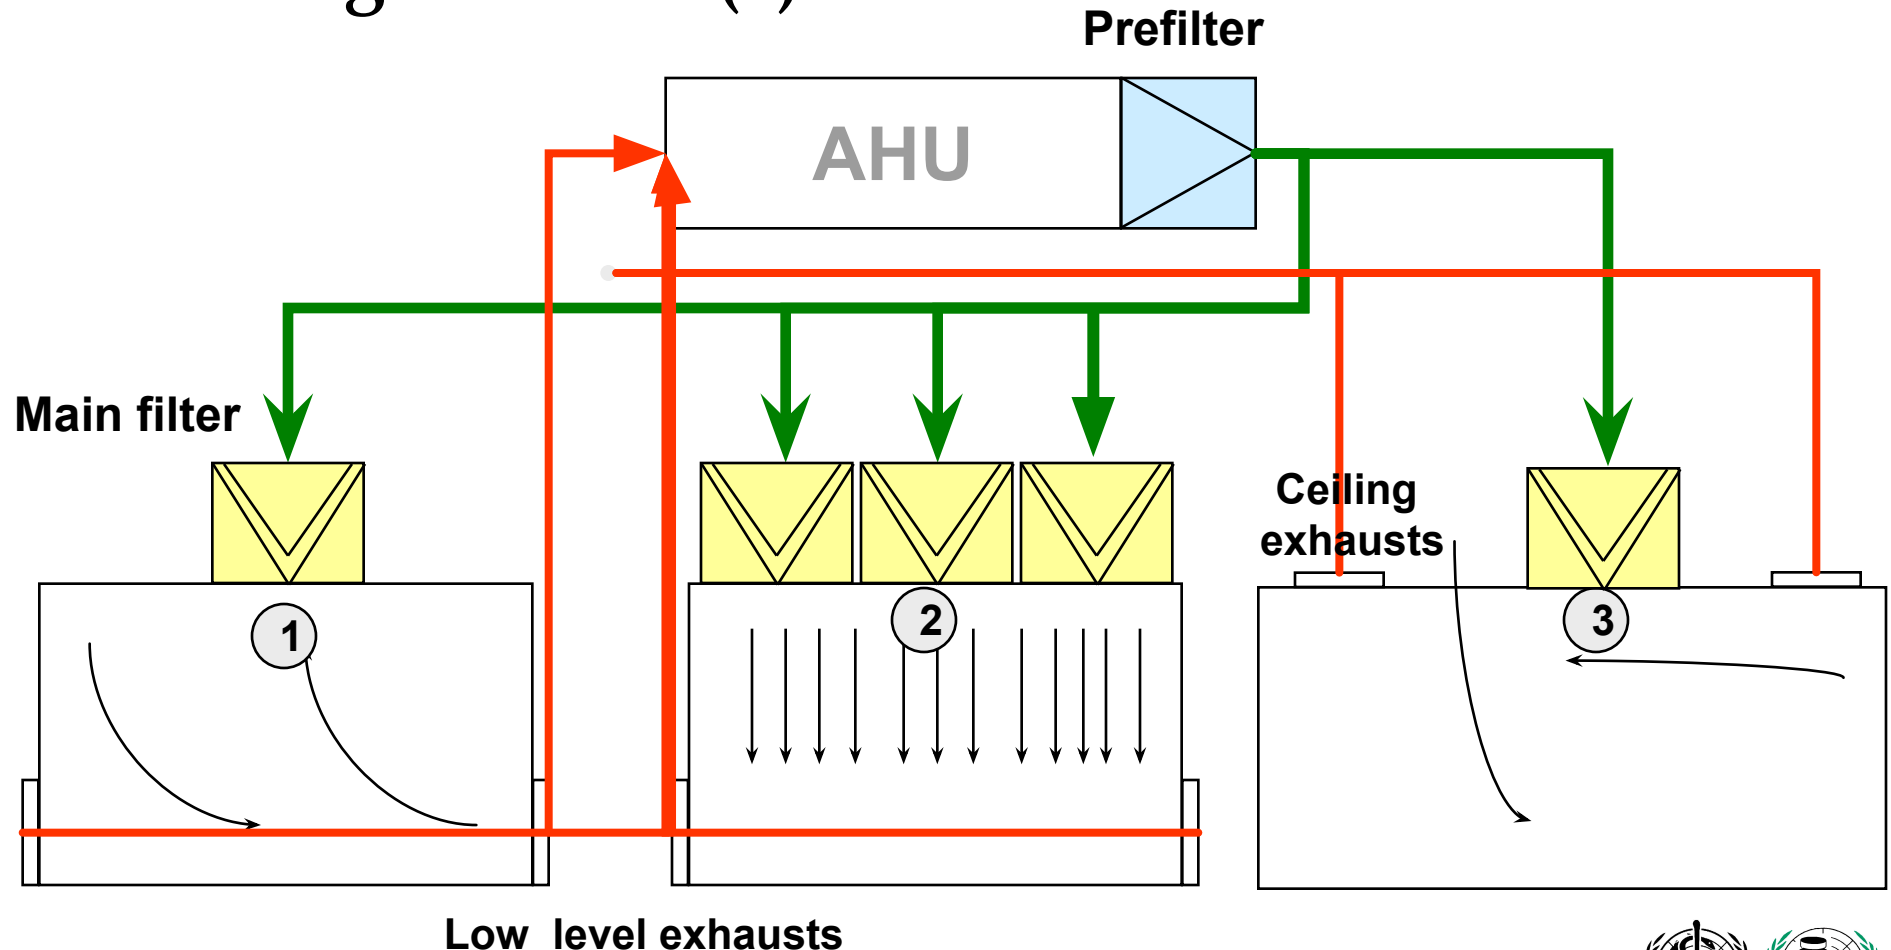 Prefilter
AHU
Main filter
Ceiling
exhausts
1
2
3
Low level exhausts